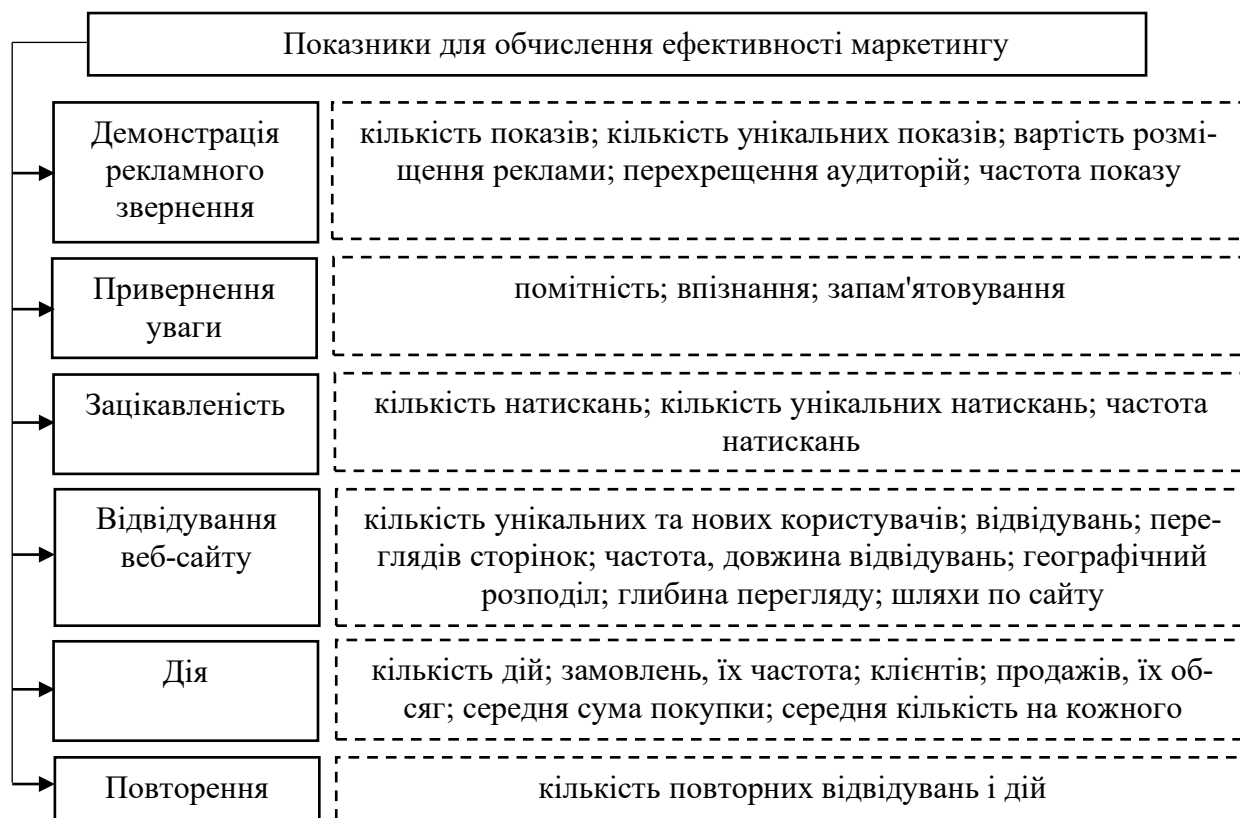 Показники для обчислення ефективності маркетингу
Демонстрація
рекламного
звернення
кількість показів; кількість унікальних показів; вартість розмі-
щення реклами; перехрещення аудиторій; частота показу
Привернення
уваги
помітність; впізнання; запам'ятовування
Зацікавленість
кількість натискань; кількість унікальних натискань; частота
натискань
Відвідування
веб-сайту
кількість унікальних та нових користувачів; відвідувань; пере-
глядів сторінок; частота, довжина відвідувань; географічний
розподіл; глибина перегляду; шляхи по сайту
Дія
кількість дій; замовлень, їх частота; клієнтів; продажів, їх об-
сяг; середня сума покупки; середня кількість на кожного
Повторення
кількість повторних відвідувань і дій